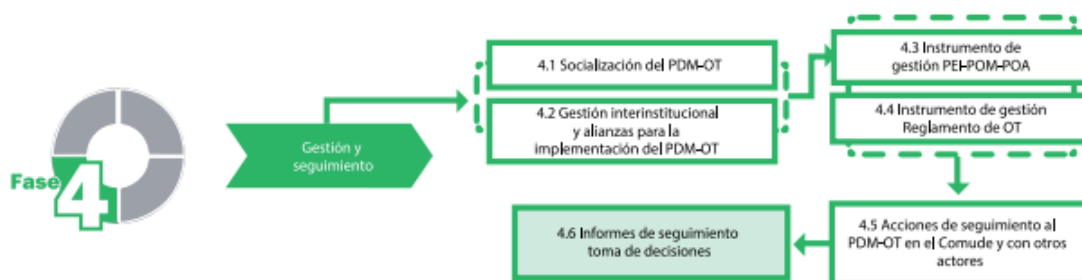 Fase 4
Gestión y
seguimiento
4.1 Socialización del PDM-OT
4.2 Gestión interinstitucional
y alianzas para la
implementación del PDM-OT
4.3 Instrumento de
gestión PEI-POM-POA
4.4 Instrumento de gestión
Reglamento de OT
4.5 Acciones de seguimiento al
PDM-OT en el Comude y con otros
actores
4.6 Informes de seguimiento
toma de decisiones